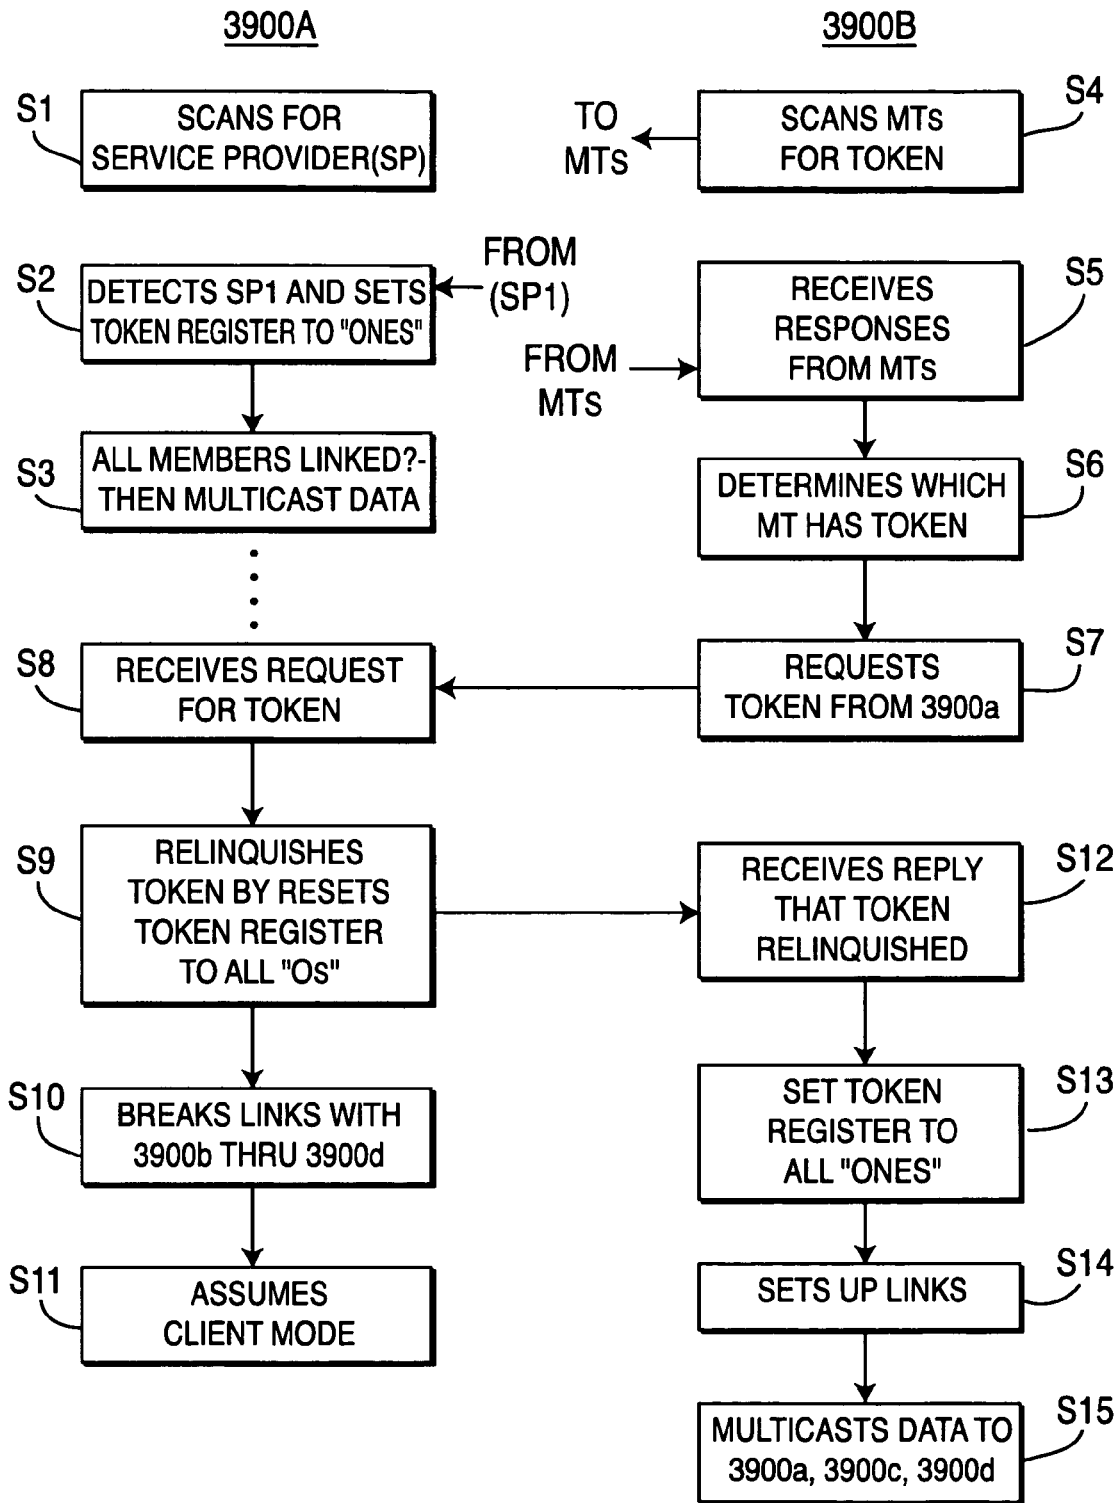 3900A
S1
SCANS FOR
SERVICE PROVIDER(SP)
S2
DETECTS SP1 AND SETS
TOKEN REGISTER TO "ONES"
FROM
(SP1)
S3
ALL MEMBERS LINKED?-
THEN MULTICAST DATA
S8
RECEIVES REQUEST
FOR TOKEN
S9
RELINQUISHES
TOKEN BY RESETS
TOKEN REGISTER
TO ALL "Os"
S10
BREAKS LINKS WITH
3900b THRU 3900d
S11
ASSUMES
CLIENT MODE
3900B
TO
MTs
SCANS MTs
FOR TOKEN
S4
FROM
MTs
RECEIVES
RESPONSES
FROM MTs
S5
DETERMINES WHICH
MT HAS TOKEN
S6
REQUESTS
TOKEN FROM 3900a
S7
RECEIVES REPLY
THAT TOKEN
RELINQUISHED
S12
SET TOKEN
REGISTER TO
ALL "ONES"
S13
SETS UP LINKS
S14
MULTICASTS DATA TO
3900a, 3900c, 3900d
S15